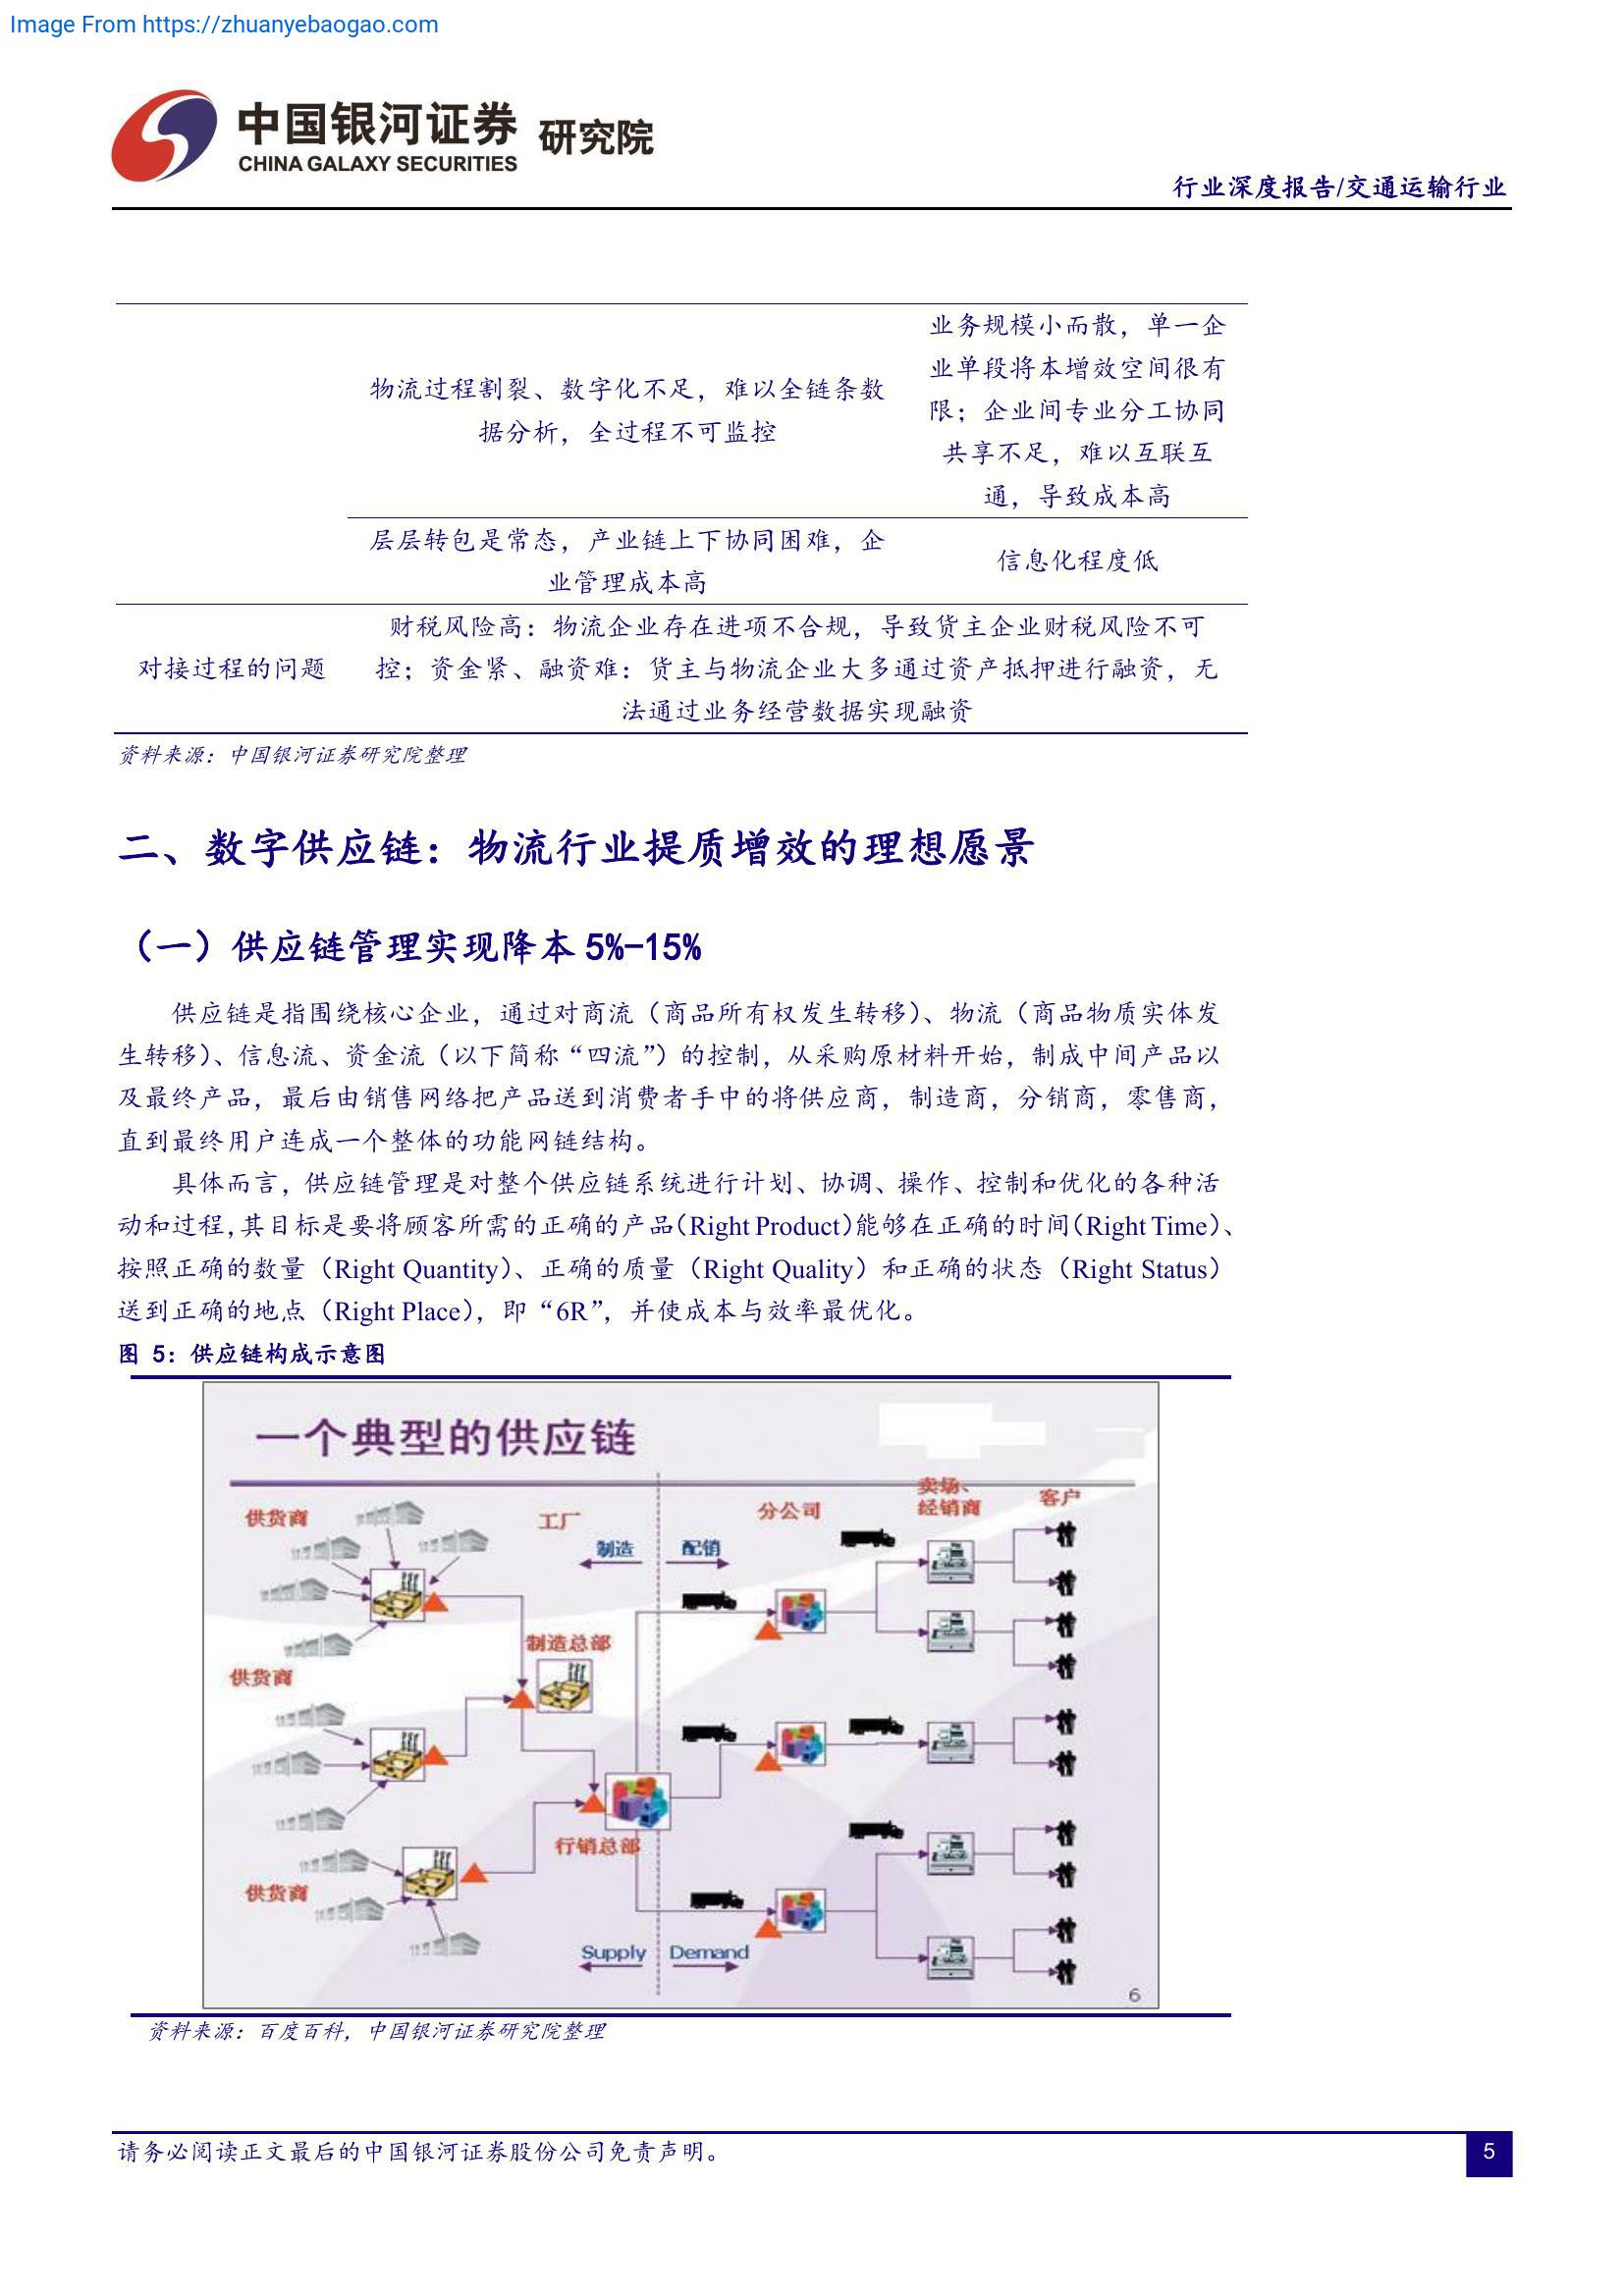 Image From https://zhuanyebaogao.com
中国银河证券 研究院
CHINA GALAXY SECURITIES
行业深度报告/交通运输行业
物流过程割裂、数字化不足，难以全链条数
据分析，全过程不可监控
业务规模小而散，单一企
业单段将本增效空间很有
限；企业间专业分工协同
共享不足，难以互联互
通，导致成本高
层层转包是常态，产业链上下协同困难，企
业管理成本高
信息化程度低
对接过程的问题
财税风险高：物流企业存在进项不合规，导致货主企业财税风险不可
控；资金紧、融资难：货主与物流企业大多通过资产抵押进行融资，无
法通过业务经营数据实现融资
资料来源：中国银河证券研究院整理
二、数字供应链：物流行业提质增效的理想愿景
（一）供应链管理实现降本 5%-15%
供应链是指围绕核心企业，通过对商流（商品所有权发生转移）、物流（商品物质实体发
生转移）、信息流、资金流（以下简称“四流”）的控制，从采购原材料开始，制成中间产品以
及最终产品，最后由销售网络把产品送到消费者手中的将供应商，制造商，分销商，零售商，
直到最终用户连成一个整体的功能网链结构。
具体而言，供应链管理是对整个供应链系统进行计划、协调、操作、控制和优化的各种活
动和过程，其目标是要将顾客所需的正确的产品（Right Product）能够在正确的时间（Right Time）、
按照正确的数量（Right Quantity）、正确的质量（Right Quality）和正确的状态（Right Status）
送到正确的地点（Right Place），即“6R”，并使成本与效率最优化。
图 5：供应链构成示意图
一个典型的供应链
供货商
工厂
制造
配销
分公司
卖场、
经销商
客户
制造总部
供货商
行销总部
供货商
Supply
Demand
6
资料来源：百度百科，中国银河证券研究院整理
请务必阅读正文最后的中国银河证券股份公司免责声明。
5